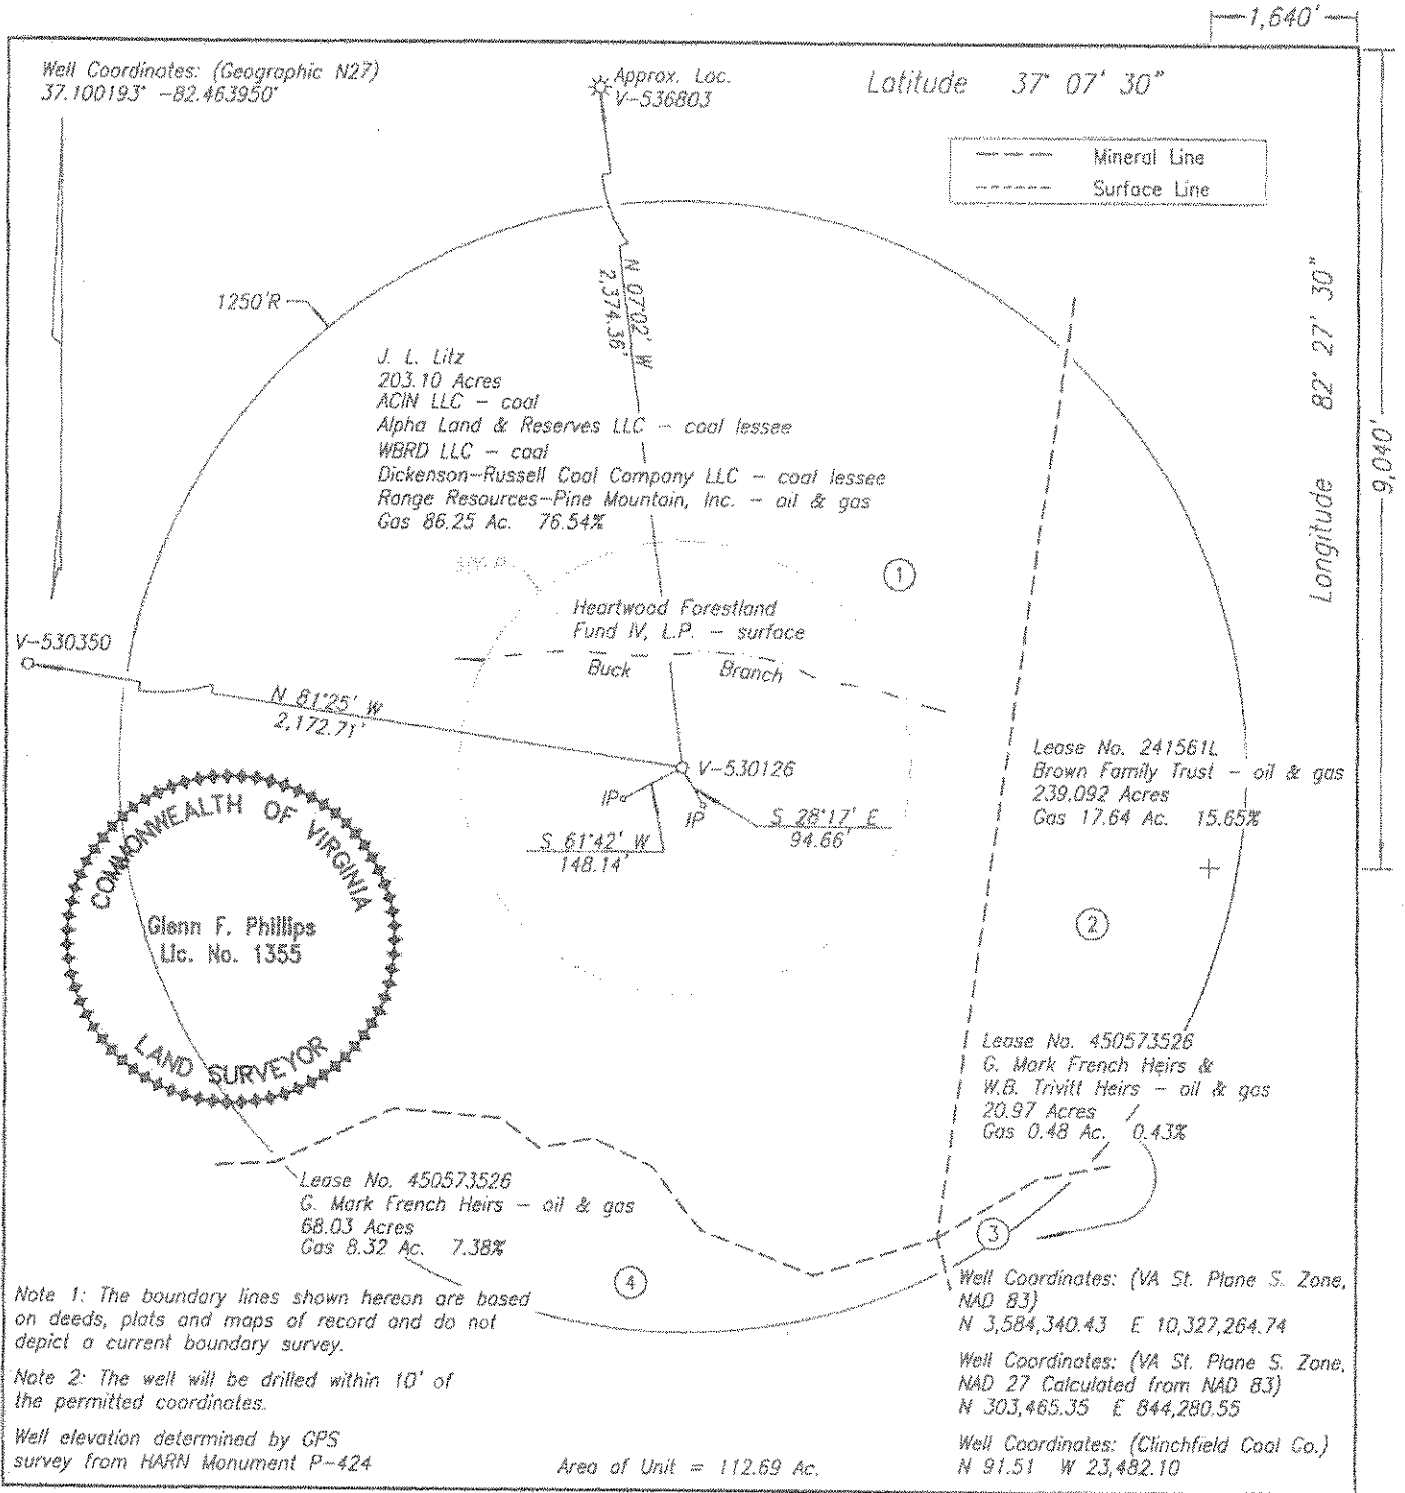 1,640'
Well Coordinates: (Geographic N27)
37.100193° -82.463950°
Approx. Loc.
V-536803
Latitude 37° 07' 30"
Mineral Line
Surface Line
1250'R
N 07°02' W
2,374.36'
Longitude 82° 27' 30"
9,040'
J. L. Litz
203.10 Acres
ACIN LLC - coal
Alpha Land & Reserves LLC - coal lessee
WBRD LLC - coal
Dickenson-Russell Coal Company LLC - coal lessee
Range Resources-Pine Mountain, Inc. - oil & gas
Gas 86.25 Ac. 76.54%
1
Heartwood Forestland
Fund IV, L.P. - surface
Buck Branch
V-530350
N 81°25' W
2,172.71'
V-530126
IP
IP
S 28°17' E
94.66'
S 61°42' W
148.14'
Lease No. 241561L
Brown Family Trust - oil & gas
239.092 Acres
Gas 17.64 Ac. 15.65%
2
COMMONWEALTH OF VIRGINIA
Glenn F. Phillips
Lic. No. 1355
LAND SURVEYOR
Lease No. 450573526
G. Mark French Heirs &
W.B. Trivitt Heirs - oil & gas
20.97 Acres
Gas 0.48 Ac. 0.43%
Lease No. 450573526
G. Mark French Heirs - oil & gas
68.03 Acres
Gas 8.32 Ac. 7.38%
3
4
Note 1: The boundary lines shown hereon are based
on deeds, plats and maps of record and do not
depict a current boundary survey.
Note 2: The well will be drilled within 10' of
the permitted coordinates.
Well elevation determined by GPS
survey from HARN Monument P-424
Area of Unit = 112.69 Ac.
Well Coordinates: (VA St. Plane S. Zone,
NAD 83)
N 3,584,340.43 E 10,327,264.74
Well Coordinates: (VA St. Plane S. Zone,
NAD 27 Calculated from NAD 83)
N 303,465.35 E 844,280.55
Well Coordinates: (Clinchfield Coal Co.)
N 91.51 W 23,482.10